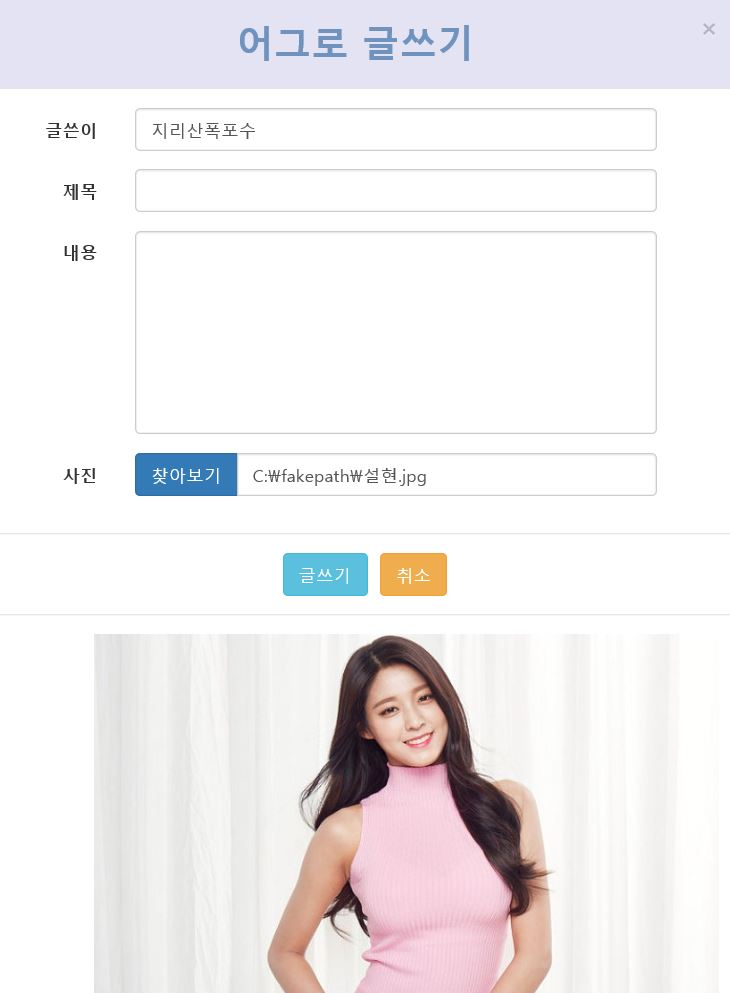 어그로 글쓰기
×
글쓴이
지리산폭포수
제목
내용
사진
찾아보기
C:₩fakepath₩설현.jpg
글쓰기
취소